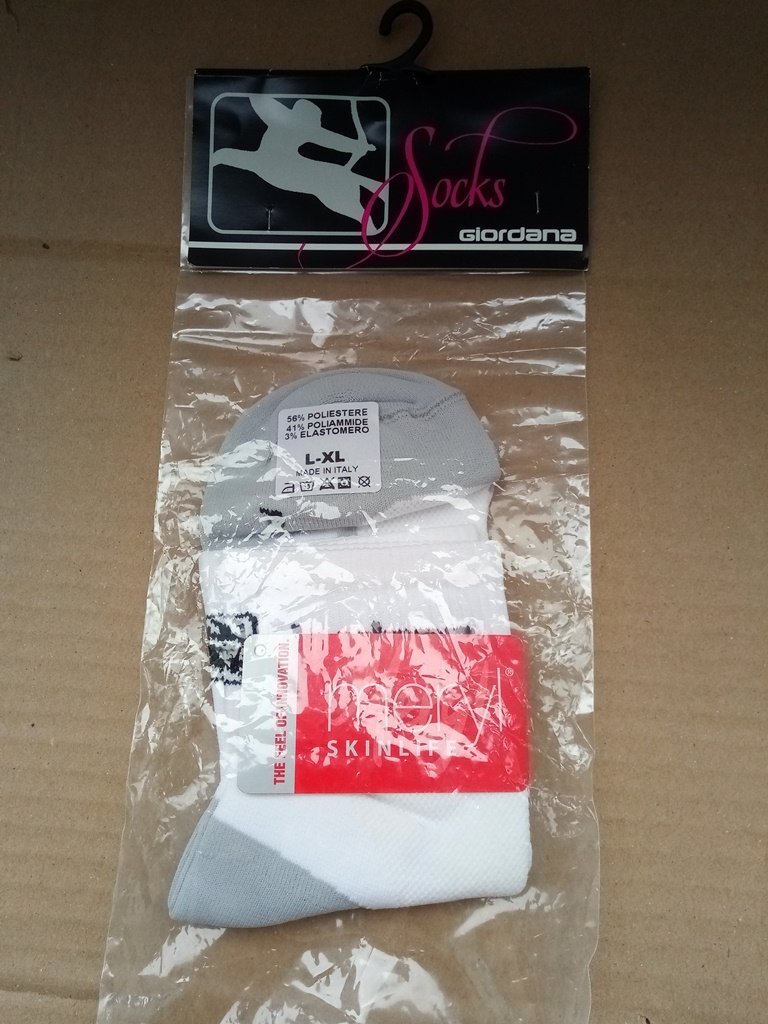 Socks
Giordana
56% POLIESTERE
41% POLIAMMIDE
3% ELASTOMERO
L-XL
MADE IN ITALY
THE FEEL OF INNOVATION.
meryl®
SKINLIFE